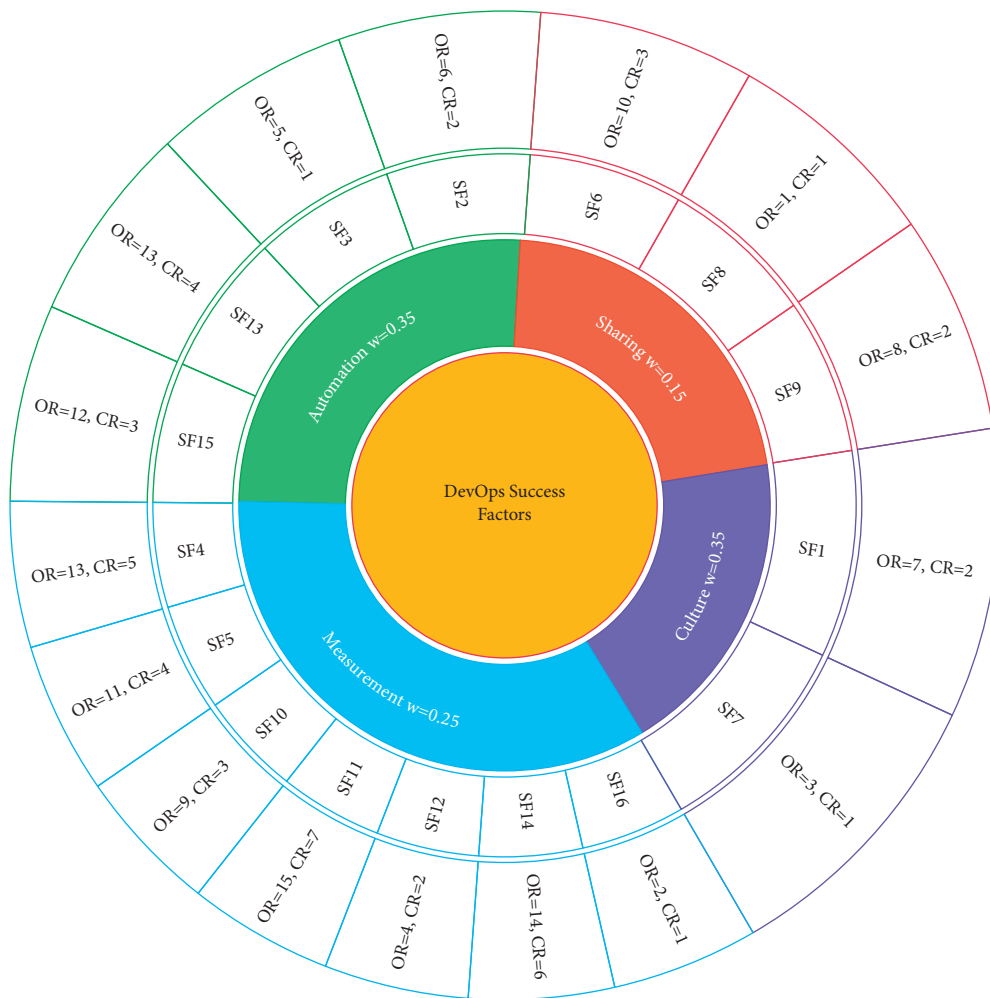 DevOps Success
Factors
Automation w=0.35
Sharing w=0.15
Culture w=0.35
Measurement w=0.25
SF2
SF6
SF8
SF9
SF1
SF7
SF16
SF14
SF12
SF11
SF10
SF5
SF4
SF15
SF13
SF3
OR=6, CR=2
OR=10, CR=3
OR=1, CR=1
OR=8, CR=2
OR=7, CR=2
OR=3, CR=1
OR=2, CR=1
OR=14, CR=6
OR=4, CR=2
OR=15, CR=7
OR=9, CR=3
OR=11, CR=4
OR=13, CR=5
OR=12, CR=3
OR=13, CR=4
OR=5, CR=1